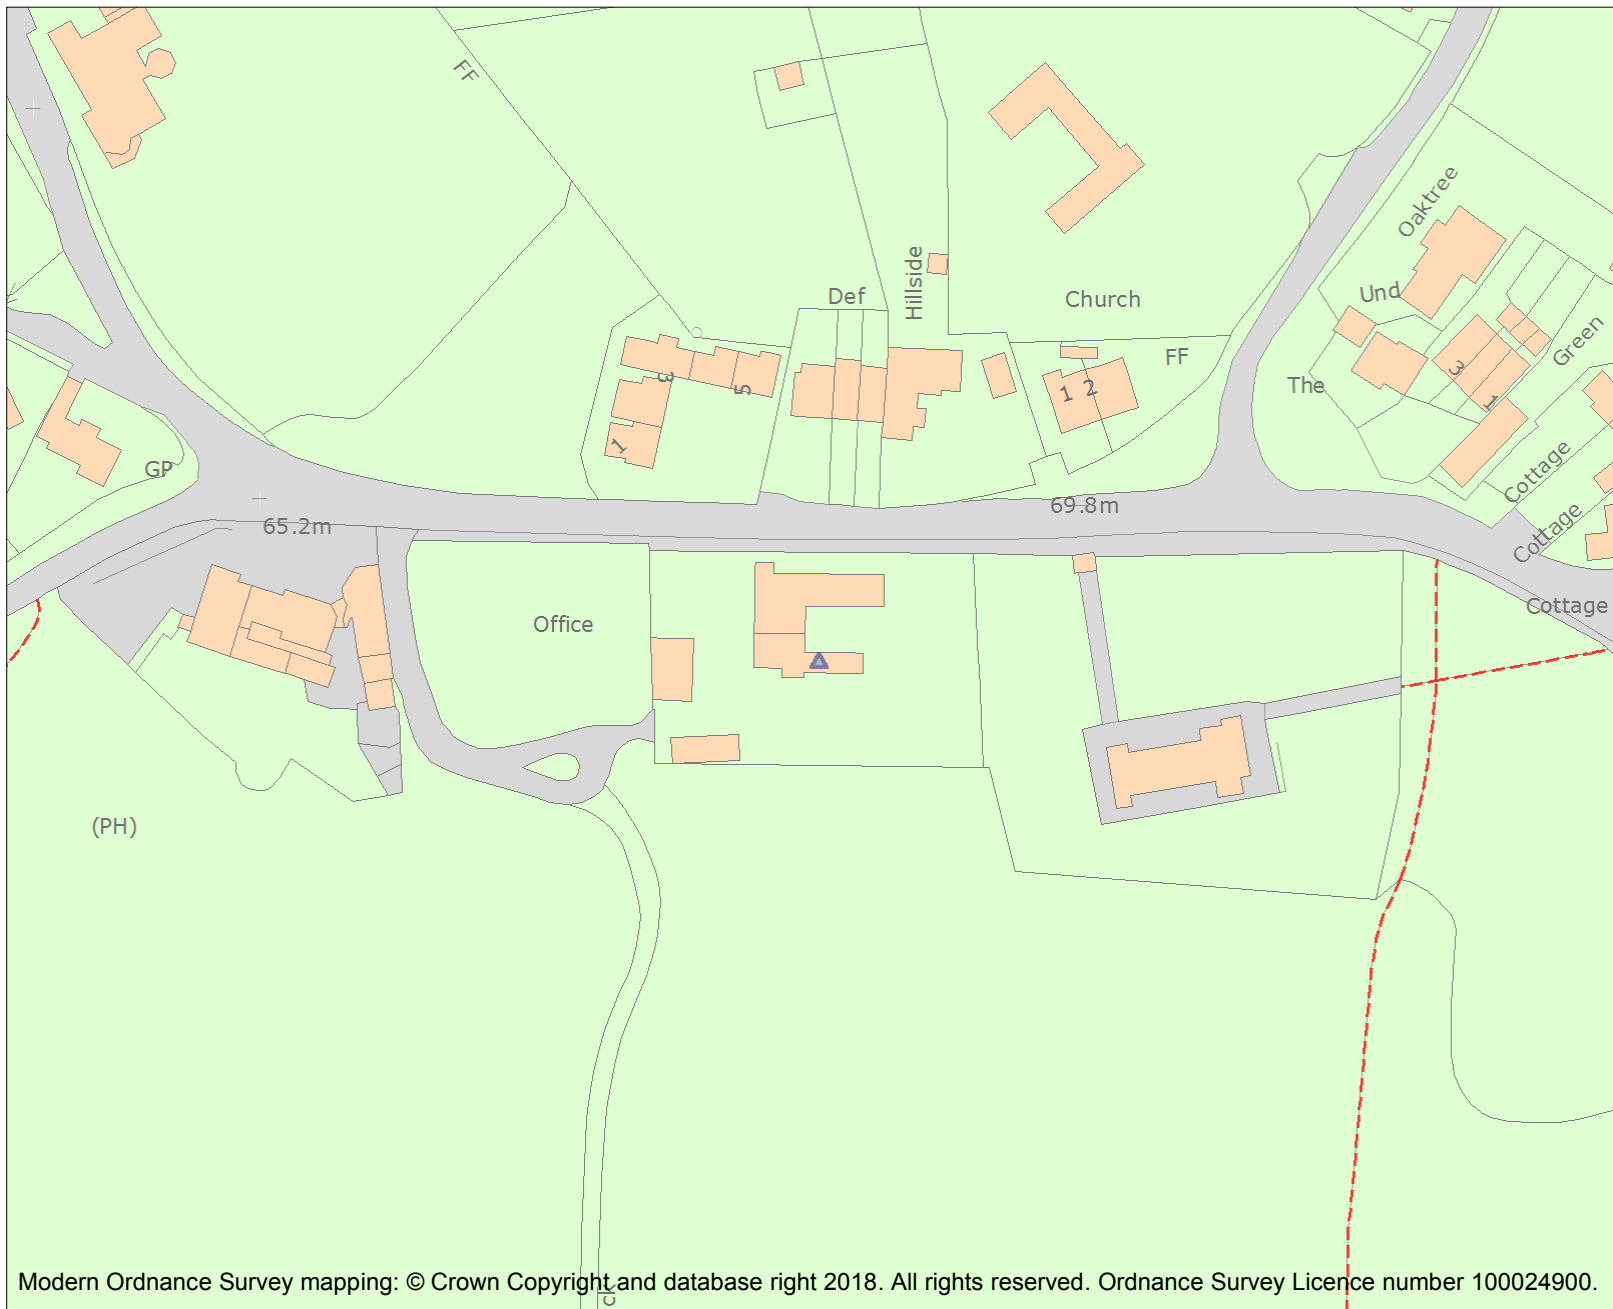 FF
Oaktree
Hillside
Def
Church
Und
FF
Green
The
3
5
1
1 2
3
1
GP
Cottage
69.8m
65.2m
Cottage
Cottage
Office
(PH)
ck
Modern Ordnance Survey mapping: © Crown Copyright and database right 2018. All rights reserved. Ordnance Survey Licence number 100024900.